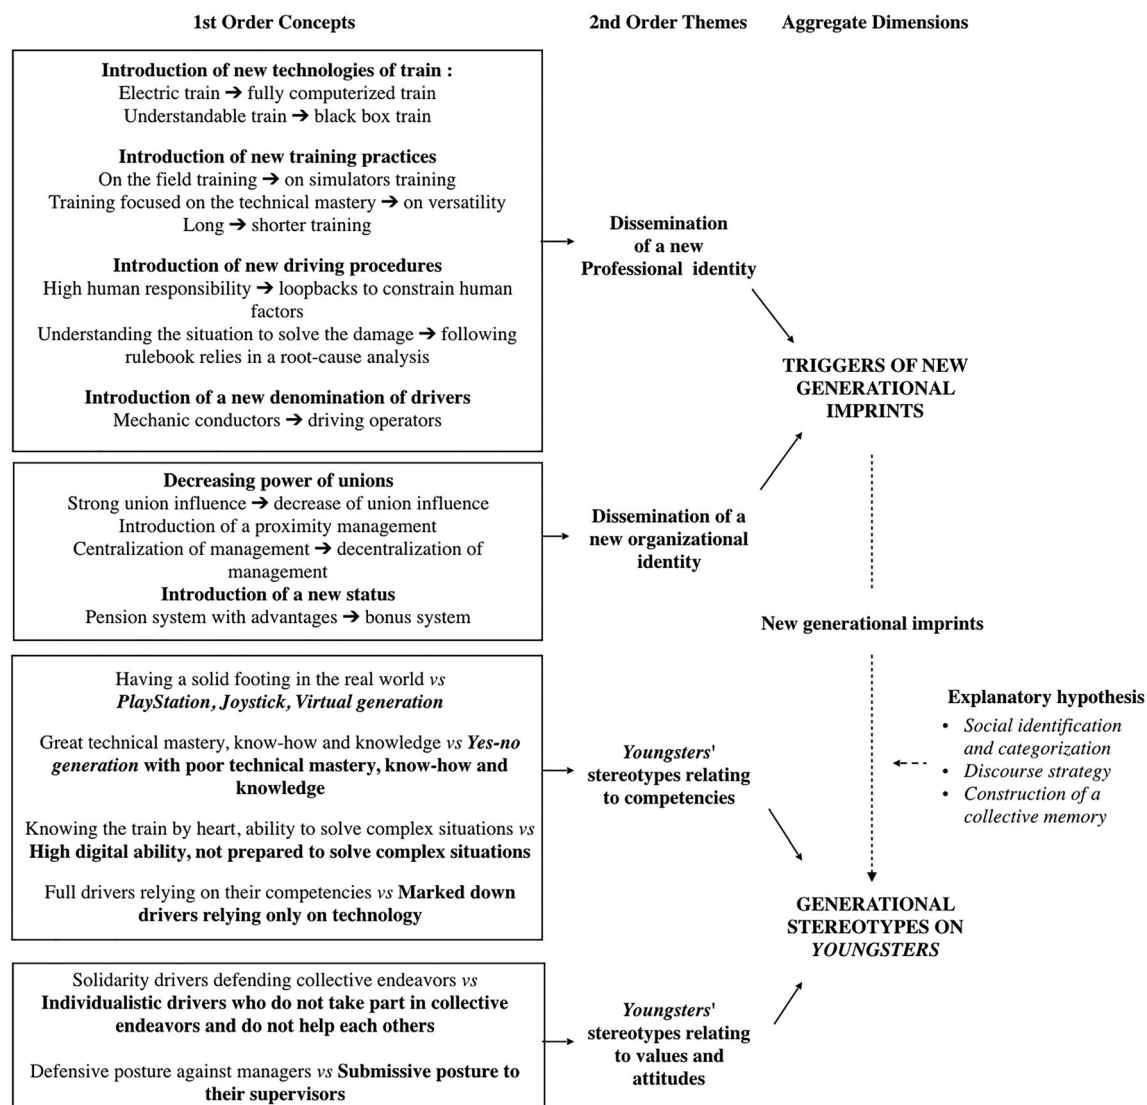 1st Order Concepts
2nd Order Themes
Aggregate Dimensions
Introduction of new technologies of train :
Electric train ➔ fully computerized train
Understandable train ➔ black box train
Introduction of new training practices
On the field training ➔ on simulators training
Training focused on the technical mastery ➔ on versatility
Long ➔ shorter training
Introduction of new driving procedures
High human responsibility ➔ loopbacks to constrain human
factors
Understanding the situation to solve the damage ➔ following
rulebook relies in a root-cause analysis
Introduction of a new denomination of drivers
Mechanic conductors ➔ driving operators
Dissemination
of a new
Professional identity
TRIGGERS OF NEW
GENERATIONAL
IMPRINTS
Decreasing power of unions
Strong union influence ➔ decrease of union influence
Introduction of a proximity management
Centralization of management ➔ decentralization of
management
Introduction of a new status
Pension system with advantages ➔ bonus system
Dissemination of a
new organizational
identity
New generational imprints
Having a solid footing in the real world vs
PlayStation, Joystick, Virtual generation
Great technical mastery, know-how and knowledge vs Yes-no
generation with poor technical mastery, know-how and
knowledge
Knowing the train by heart, ability to solve complex situations vs
High digital ability, not prepared to solve complex situations
Full drivers relying on their competencies vs Marked down
drivers relying only on technology
Youngsters'
stereotypes relating
to competencies
Explanatory hypothesis
• Social identification
and categorization
• Discourse strategy
• Construction of a
collective memory
GENERATIONAL
STEREOTYPES ON
YOUNGSTERS
Solidarity drivers defending collective endeavors vs
Individualistic drivers who do not take part in collective
endeavors and do not help each others
Defensive posture against managers vs Submissive posture to
their supervisors
Youngsters'
stereotypes relating
to values and
attitudes